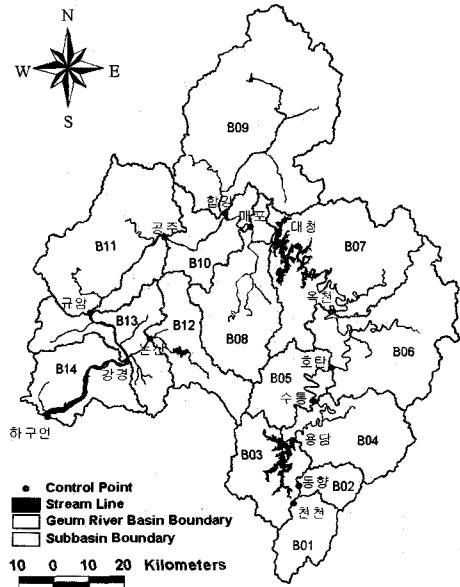 N
W E
S
B09
합강
매포
대청
공주
B07
B11
B10
옥천
규암
B13
B12
B08
논산
B06
호탄
B14
강경
B05
수통
하구언
용담
B03
B04
동향
B02
천천
B01
Control Point
Stream Line
Geum River Basin Boundary
Subbasin Boundary
10 0 10 20 Kilometers